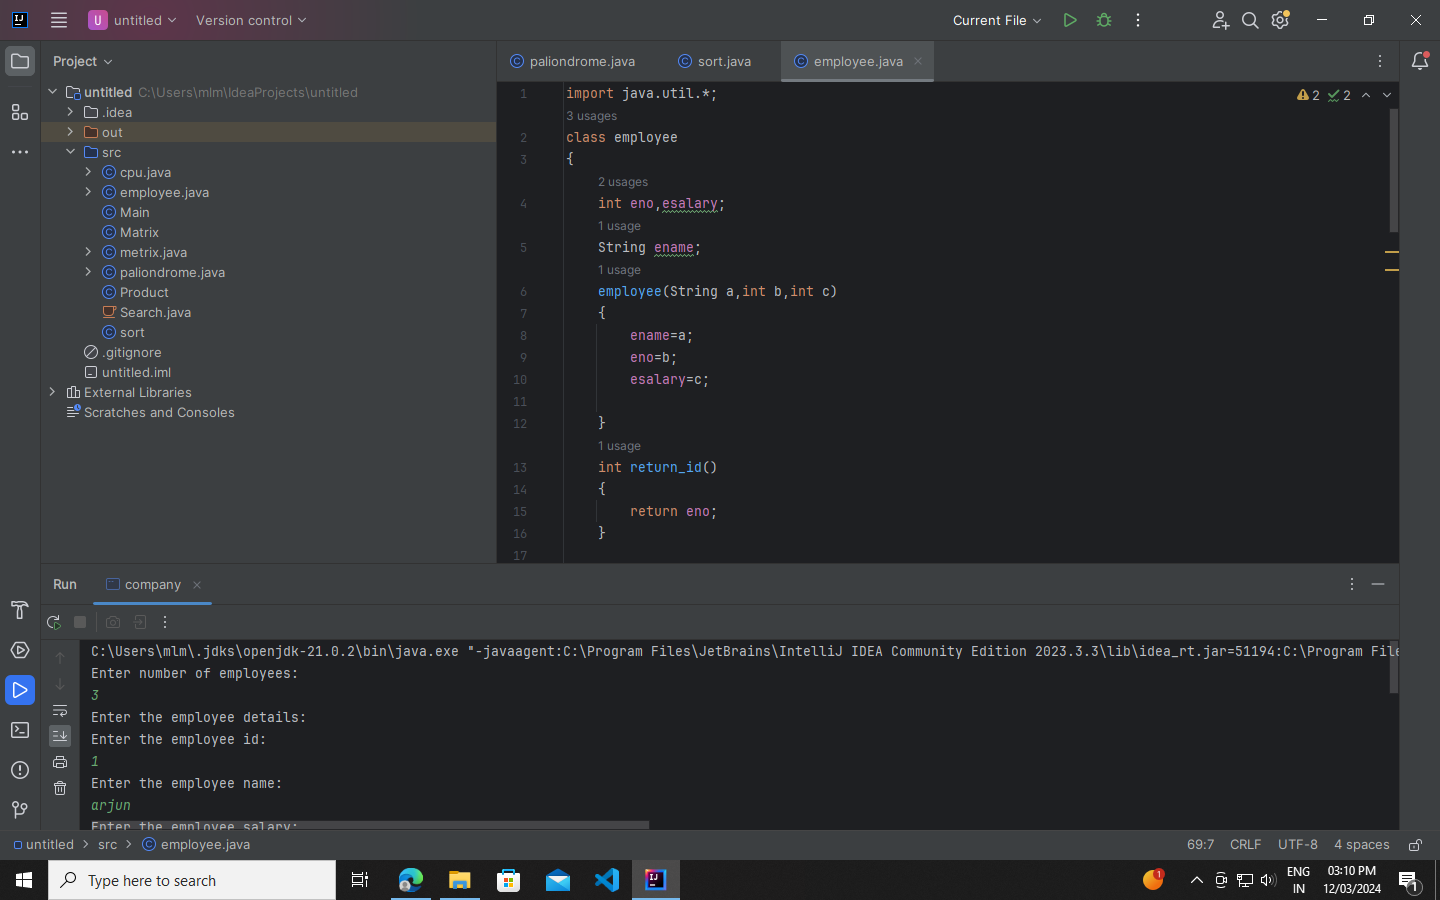 untitled
Version control
Current File
Project
paliondrome.java
sort.java
employee.java
untitled C:\Users\mlm\IdeaProjects\untitled
.idea
out
src
cpu.java
employee.java
Main
Matrix
metrix.java
paliondrome.java
Product
Search.java
sort
.gitignore
untitled.iml
External Libraries
Scratches and Consoles
2 2
1 import java.util.*;
3 usages
2 class employee
3 {
2 usages
4 int eno,esalary;
1 usage
5 String ename;
1 usage
6 employee(String a,int b,int c)
7 {
8 ename=a;
9 eno=b;
10 esalary=c;
11
12 }
1 usage
13 int return_id()
14 {
15 return eno;
16 }
17
Run company
C:\Users\mlm\.jdks\openjdk-21.0.2\bin\java.exe "-javaagent:C:\Program Files\JetBrains\IntelliJ IDEA Community Edition 2023.3.3\lib\idea_rt.jar=51194:C:\Program File
Enter number of employees:
3
Enter the employee details:
Enter the employee id:
1
Enter the employee name:
arjun
Enter the employee salary:
untitled src employee.java
69:7 CRLF UTF-8 4 spaces
Type here to search
1
ENG
IN
03:10 PM
12/03/2024
1